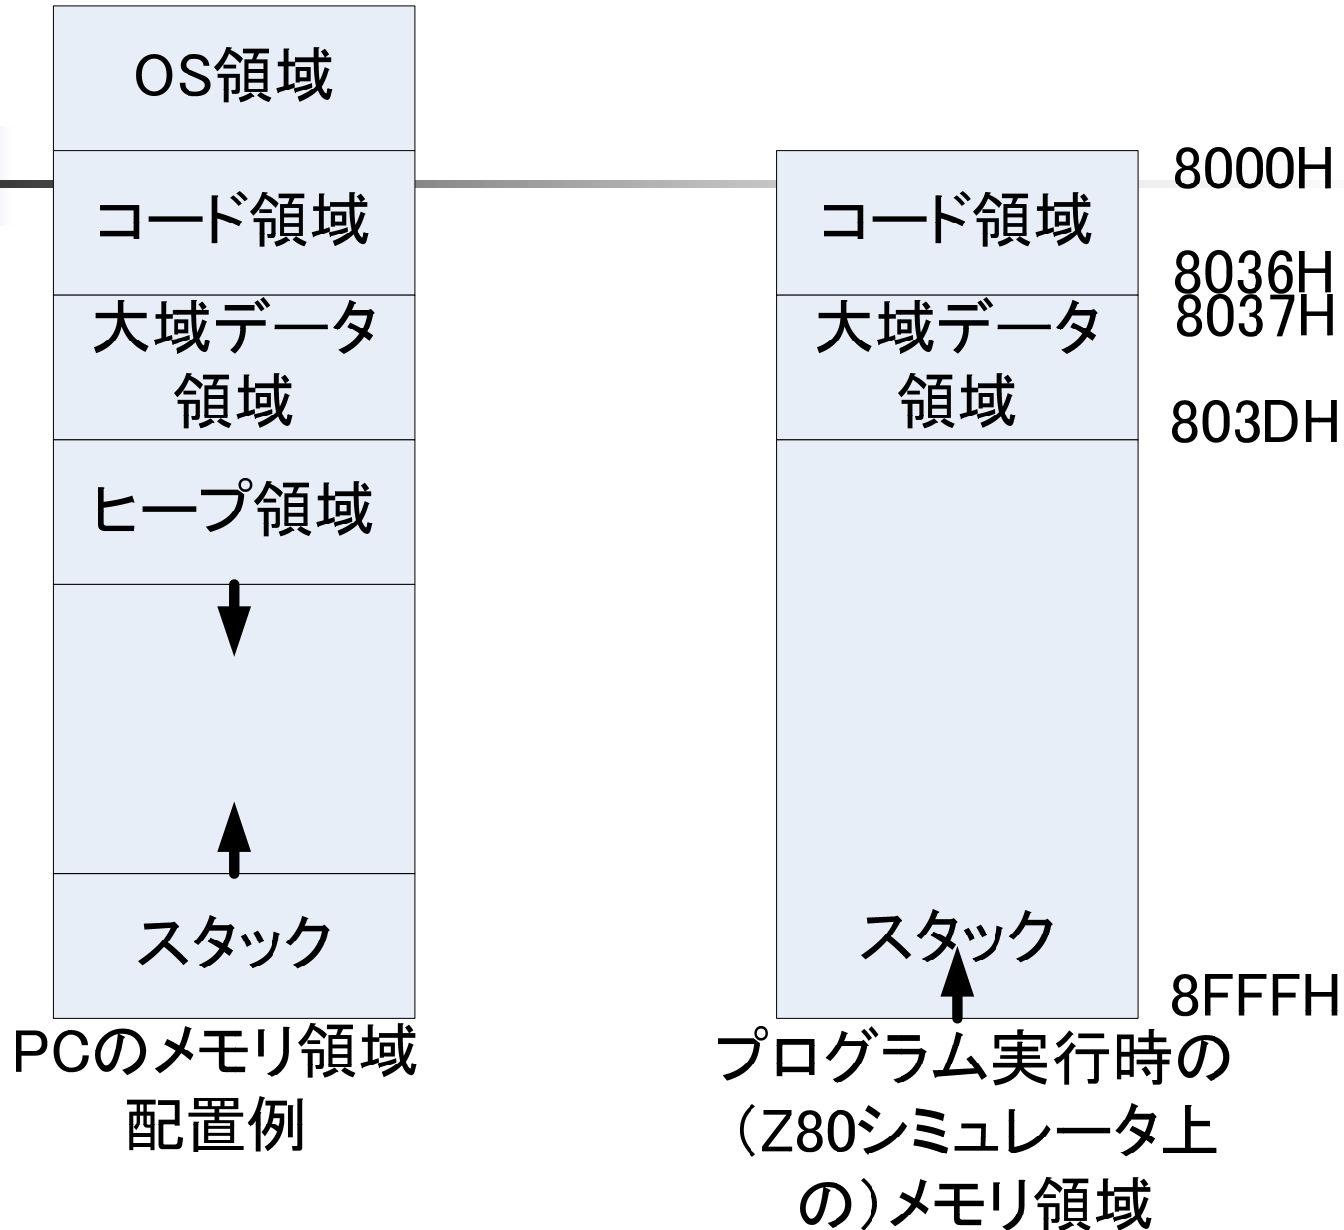 OS領域
コード領域
大域データ
領域
ヒープ領域
スタック
PCのメモリ領域
配置例
コード領域
大域データ
領域
スタック
プログラム実行時の
（Z80シミュレータ上
の）メモリ領域
8000H
8036H
8037H
803DH
8FFFH